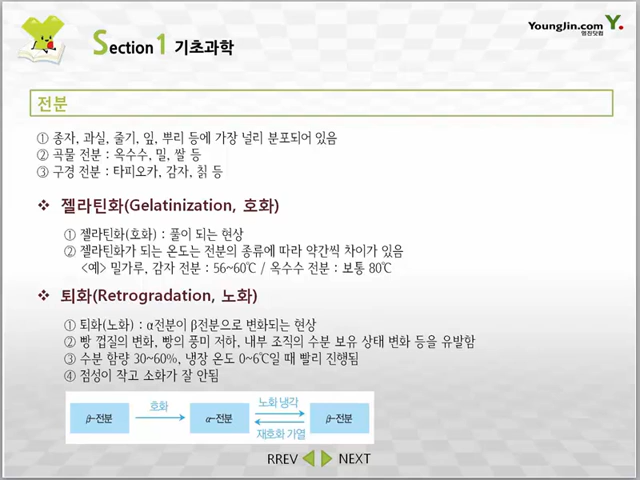 YoungJin.com Y.
영진닷컴
Section 1 기초과학
전분
① 종자, 과실, 줄기, 잎, 뿌리 등에 가장 널리 분포되어 있음
② 곡물 전분 : 옥수수, 밀, 쌀 등
③ 구경 전분 : 타피오카, 감자, 칡 등
❖ 젤라틴화(Gelatinization, 호화)
① 젤라틴화(호화) : 풀이 되는 현상
② 젤라틴화가 되는 온도는 전분의 종류에 따라 약간씩 차이가 있음
<예> 밀가루, 감자 전분 : 56~60℃ / 옥수수 전분 : 보통 80℃
❖ 퇴화(Retrogradation, 노화)
① 퇴화(노화) : α전분이 β전분으로 변화되는 현상
② 빵 껍질의 변화, 빵의 풍미 저하, 내부 조직의 수분 보유 상태 변화 등을 유발함
③ 수분 함량 30~60%, 냉장 온도 0~6℃일 때 빨리 진행됨
④ 점성이 작고 소화가 잘 안됨
β-전분 호화 α-전분 노화 냉각 β-전분
재호화 가열
RREV NEXT